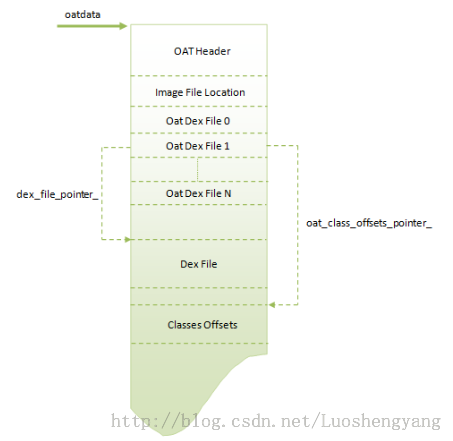 oatdata
OAT Header
Image File Location
Oat Dex File 0
Oat Dex File 1
Oat Dex File N
dex_file_pointer_
oat_class_offsets_pointer_
Dex File
Classes Offsets
http://blog.csdn.net/Luoshengyang